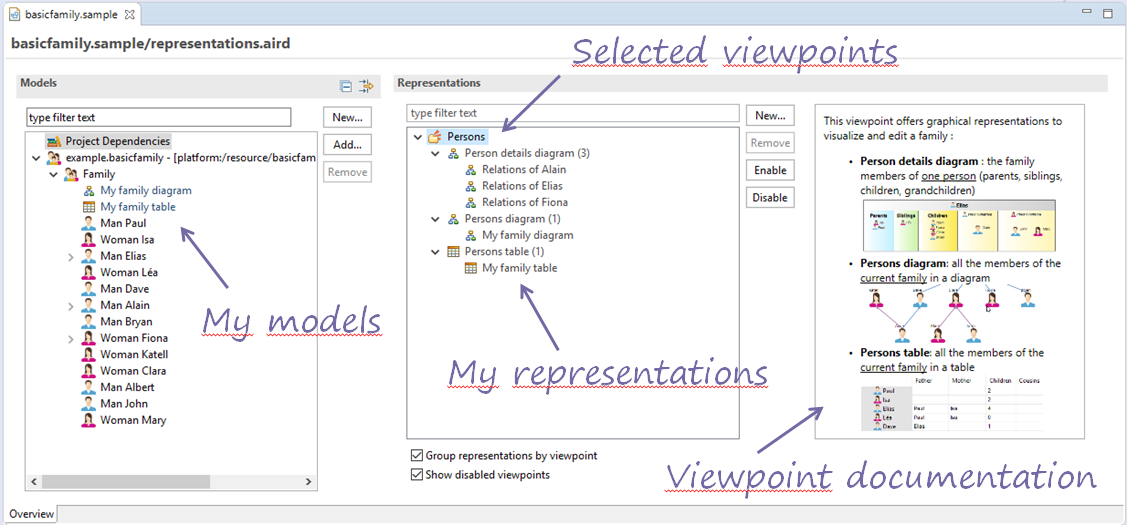 basicfamily.sample
basicfamily.sample/representations.aird
Models
type filter text
Project Dependencies
example.basicfamily - [platform:/resource/basicfam
Family
My family diagram
My family table
Man Paul
Woman Isa
Man Elias
Woman Léa
Man Dave
Man Alain
Man Bryan
Woman Fiona
Woman Katell
Woman Clara
Man Albert
Man John
Woman Mary
New...
Add...
Remove
My models
Selected viewpoints
Representations
type filter text
Persons
Person details diagram (3)
Relations of Alain
Relations of Elias
Relations of Fiona
Persons diagram (1)
My family diagram
Persons table (1)
My family table
My representations
Group representations by viewpoint
Show disabled viewpoints
New...
Remove
Enable
Disable
This viewpoint offers graphical representations to
visualize and edit a family :
• Person details diagram : the family
members of one person (parents, siblings,
children, grandchildren)
Elias
Parents Siblings Children
• Persons diagram: all the members of the
current family in a diagram
• Persons table: all the members of the
current family in a table
Father Mother Children Cousins
Paul 2
Isa 2
Elias Paul Isa 4
Léa Paul Isa 0
Dave Elias 1
Viewpoint documentation
Overview